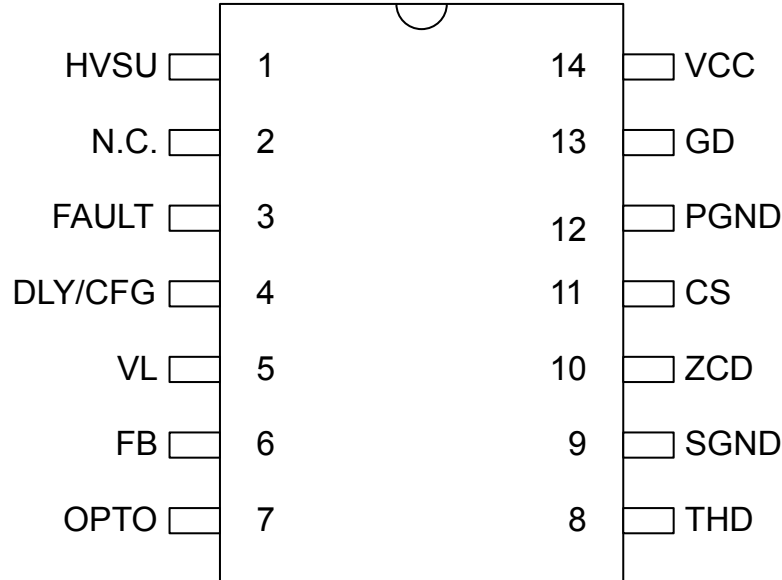 HVSU 1 14 VCC
N.C. 2 13 GD
FAULT 3 12 PGND
DLY/CFG 4 11 CS
VL 5 10 ZCD
FB 6 9 SGND
OPTO 7 8 THD